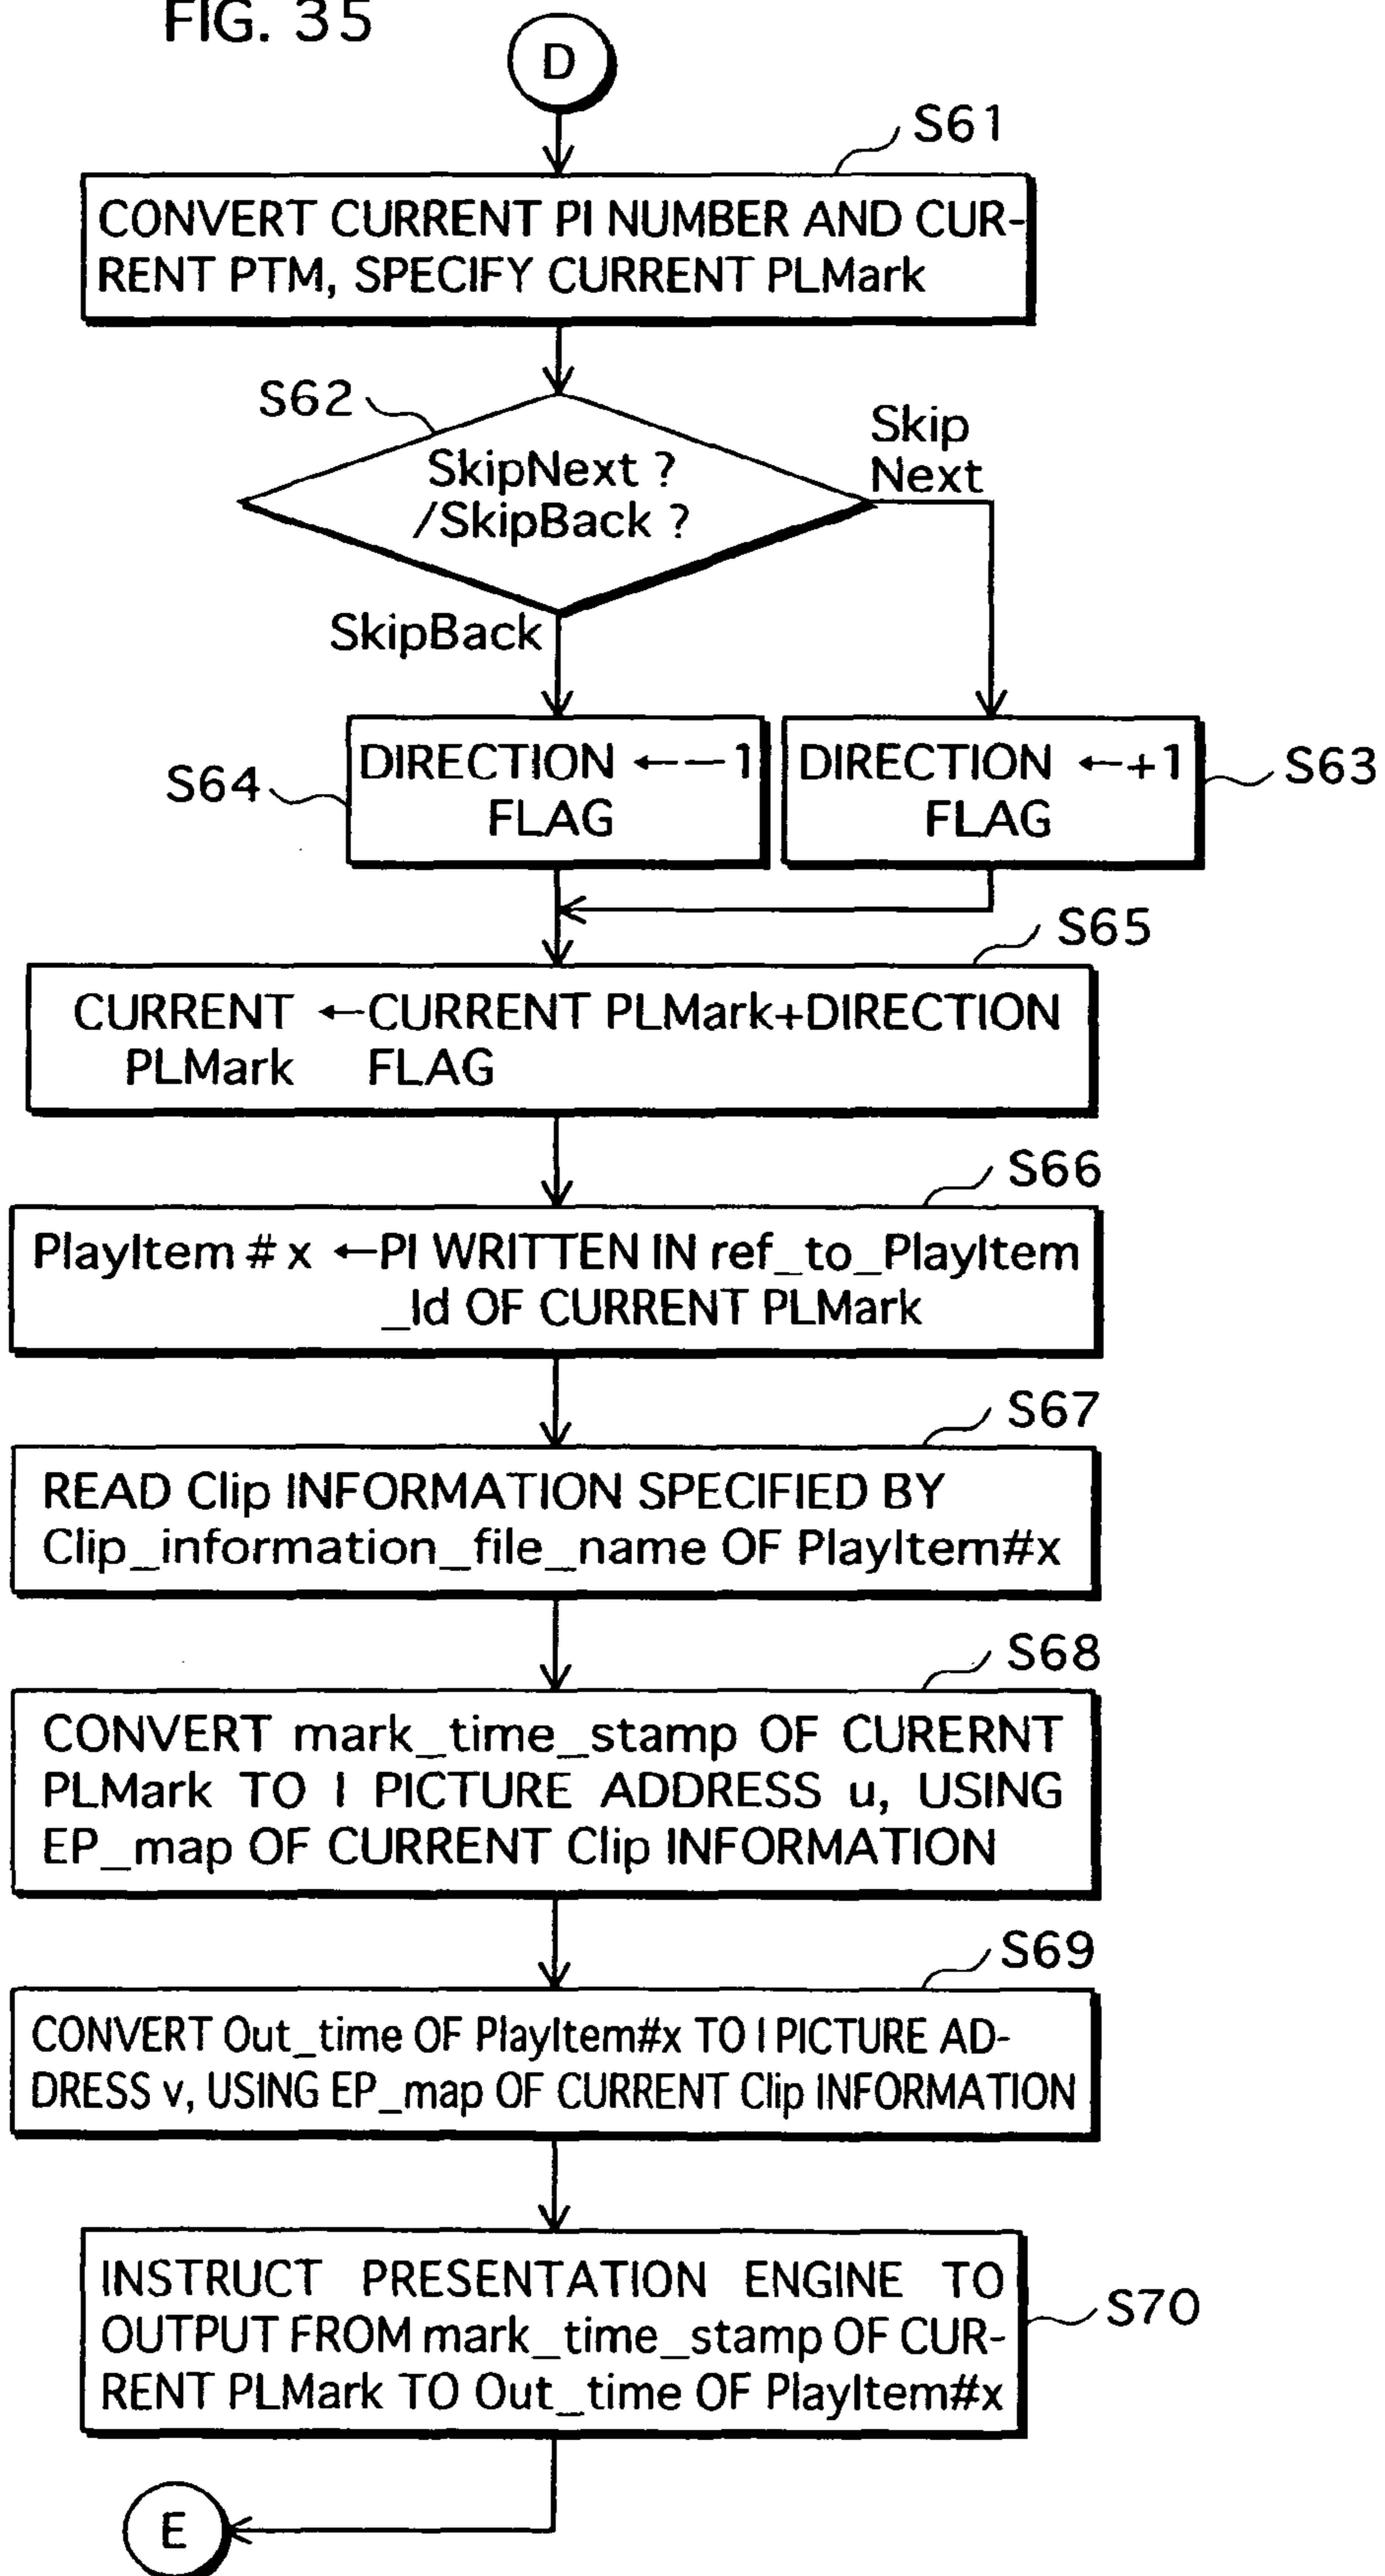 FIG. 35
D
S61
CONVERT CURRENT PI NUMBER AND CUR-
RENT PTM, SPECIFY CURRENT PLMark
S62
SkipNext ?
/SkipBack ?
Skip
Next
SkipBack
S64
DIRECTION ←−1
FLAG
DIRECTION ←+1
FLAG
S63
S65
CURRENT ←CURRENT PLMark+DIRECTION
PLMark FLAG
S66
PlayItem # x ←PI WRITTEN IN ref_to_PlayItem
_Id OF CURRENT PLMark
S67
READ Clip INFORMATION SPECIFIED BY
Clip_information_file_name OF PlayItem#x
S68
CONVERT mark_time_stamp OF CURERNT
PLMark TO I PICTURE ADDRESS u, USING
EP_map OF CURRENT Clip INFORMATION
S69
CONVERT Out_time OF PlayItem#x TO I PICTURE AD-
DRESS v, USING EP_map OF CURRENT Clip INFORMATION
INSTRUCT PRESENTATION ENGINE TO
OUTPUT FROM mark_time_stamp OF CUR-
RENT PLMark TO Out_time OF PlayItem#x
S70
E